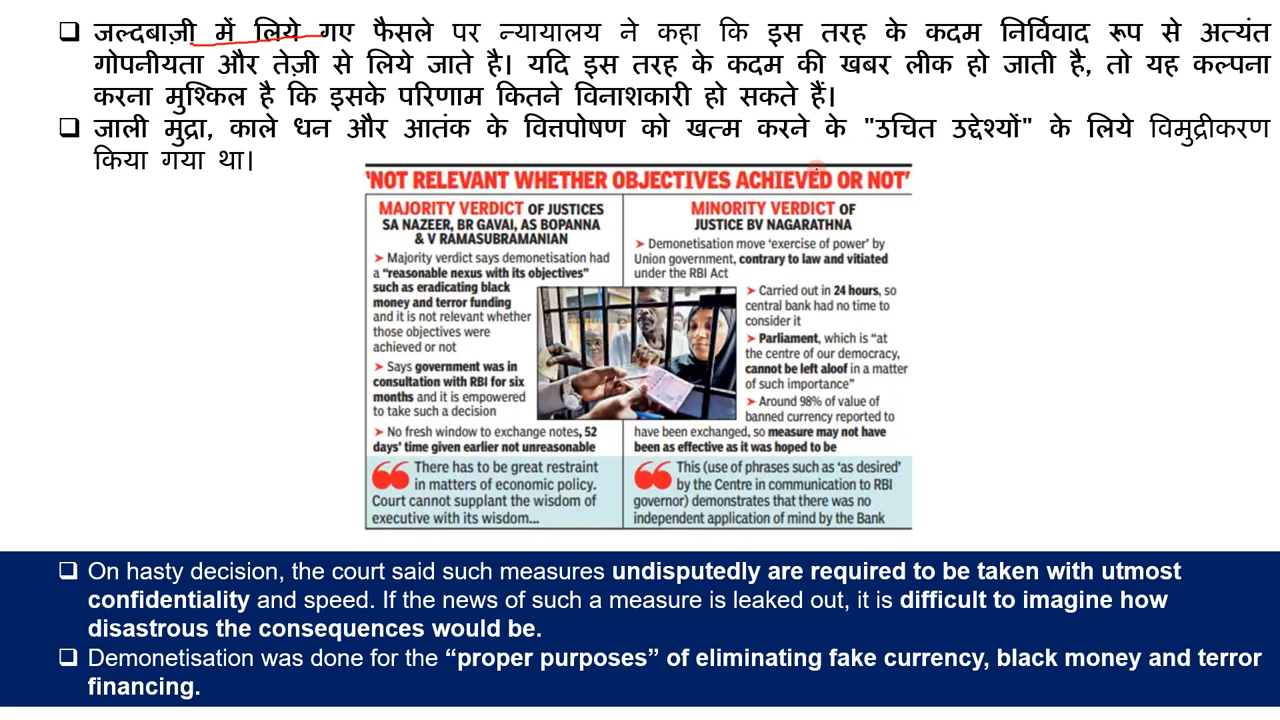 ❑ जल्दबाज़ी में लिये गए फैसले पर न्यायालय ने कहा कि इस तरह के कदम निर्विवाद रूप से अत्यंत
गोपनीयता और तेज़ी से लिये जाते है। यदि इस तरह के कदम की खबर लीक हो जाती है, तो यह कल्पना
करना मुश्किल है कि इसके परिणाम कितने विनाशकारी हो सकते हैं।
❑ जाली मुद्रा, काले धन और आतंक के वित्तपोषण को खत्म करने के "उचित उद्देश्यों" के लिये विमुद्रीकरण
किया गया था।
'NOT RELEVANT WHETHER OBJECTIVES ACHIEVED OR NOT'
MAJORITY VERDICT OF JUSTICES
SA NAZEER, BR GAVAI, AS BOPANNA
& V RAMASUBRAMANIAN
➤ Majority verdict says demonetisation had
a "reasonable nexus with its objectives"
such as eradicating black
money and terror funding
and it is not relevant whether
those objectives were
achieved or not
➤ Says government was in
consultation with RBI for six
months and it is empowered
to take such a decision
➤ No fresh window to exchange notes, 52
days' time given earlier not unreasonable
❝ There has to be great restraint
in matters of economic policy.
Court cannot supplant the wisdom of
executive with its wisdom...
MINORITY VERDICT OF
JUSTICE BV NAGARATHNA
➤ Demonetisation move 'exercise of power' by
Union government, contrary to law and vitiated
under the RBI Act
➤ Carried out in 24 hours, so
central bank had no time to
consider it
➤ Parliament, which is "at
the centre of our democracy,
cannot be left aloof in a matter
of such importance"
➤ Around 98% of value of
banned currency reported to
have been exchanged, so measure may not have
been as effective as it was hoped to be
❝ This (use of phrases such as 'as desired'
by the Centre in communication to RBI
governor) demonstrates that there was no
independent application of mind by the Bank
❑ On hasty decision, the court said such measures undisputedly are required to be taken with utmost
confidentiality and speed. If the news of such a measure is leaked out, it is difficult to imagine how
disastrous the consequences would be.
❑ Demonetisation was done for the “proper purposes” of eliminating fake currency, black money and terror
financing.